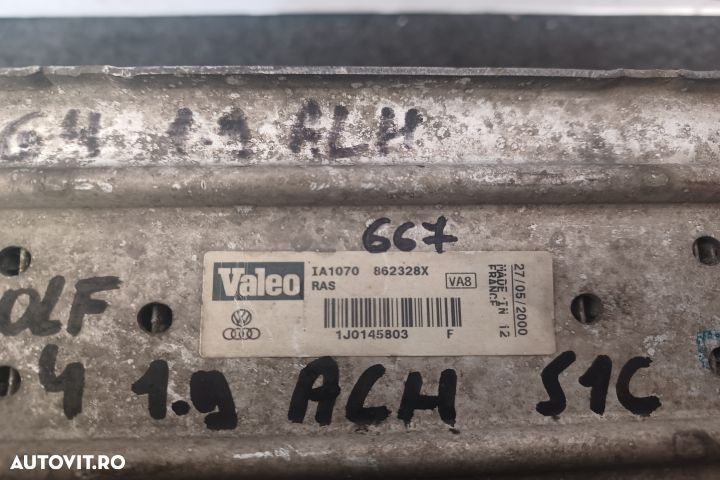 G4 1.9 ALH
667
Valeo IA1070 862328X
RAS
VA8
27/05/2000
MADE IN 12
FRANCE
1J0145803 F
OLF
4 1.9 ACH S1C
AUTOVIT.RO